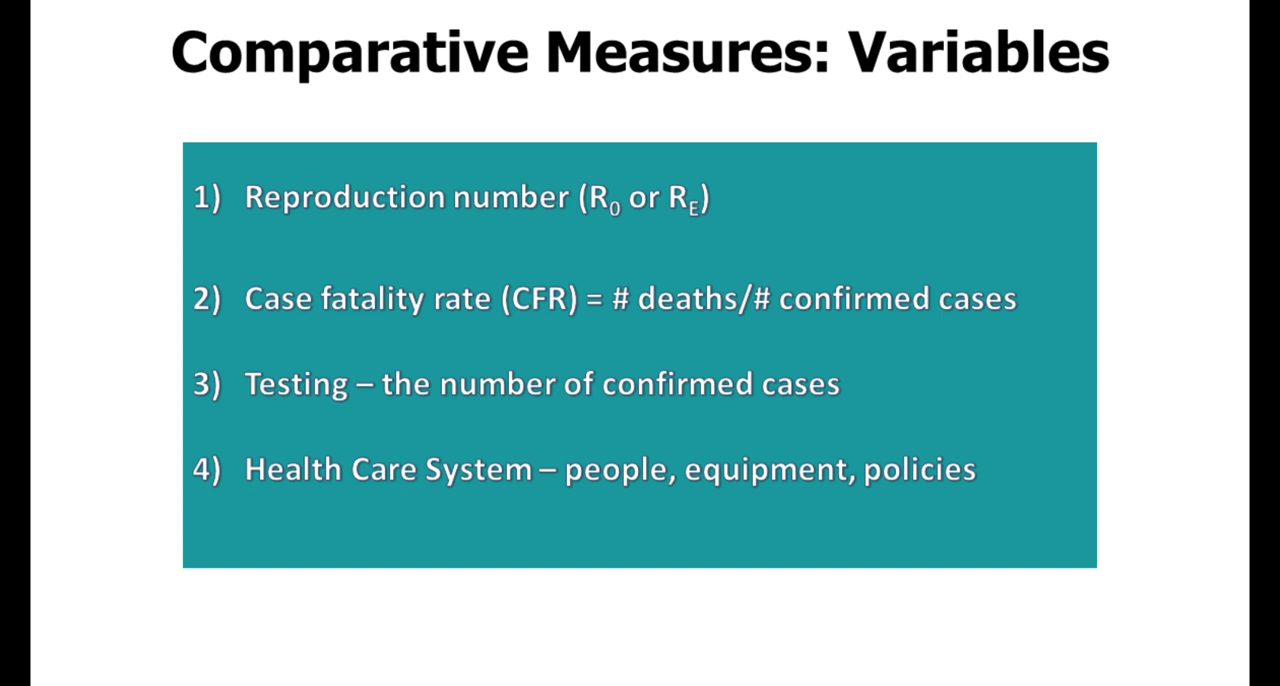 Comparative Measures: Variables
1) Reproduction number (R₀ or R_E)
2) Case fatality rate (CFR) = # deaths/# confirmed cases
3) Testing – the number of confirmed cases
4) Health Care System – people, equipment, policies